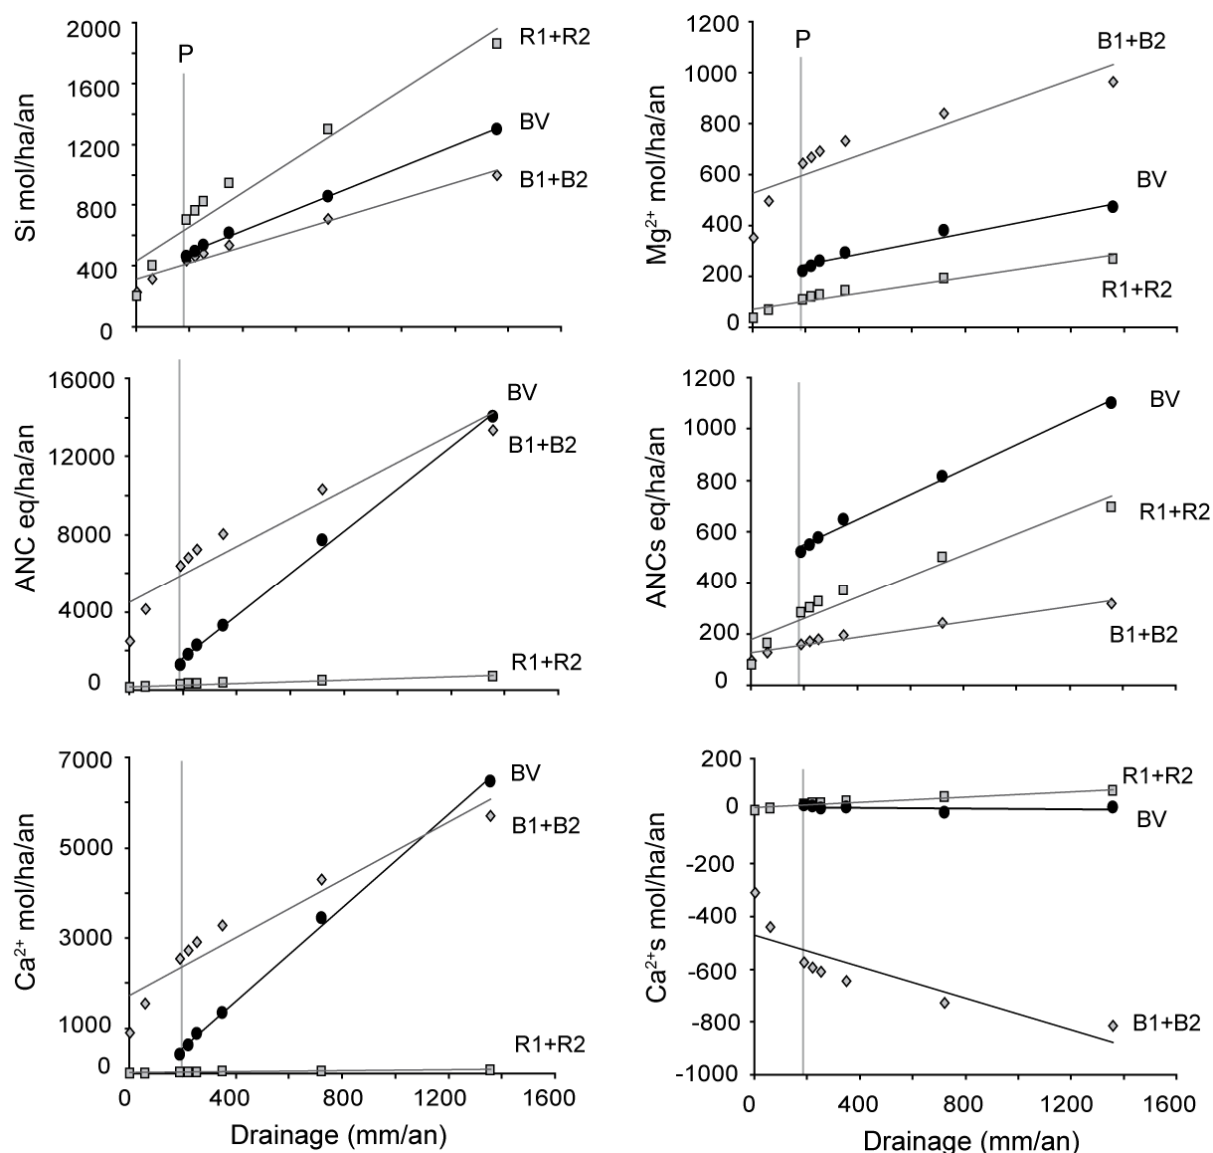 Si mol/ha/an
2000
1600
1200
800
400
0
P
R1+R2
BV
B1+B2
Mg²⁺ mol/ha/an
1200
1000
800
600
400
200
0
P
B1+B2
BV
R1+R2
ANC eq/ha/an
16000
12000
8000
4000
0
BV
B1+B2
R1+R2
ANCs eq/ha/an
1200
1000
800
600
400
200
0
BV
R1+R2
B1+B2
Ca²⁺ mol/ha/an
7000
5000
3000
1000
0
BV
B1+B2
R1+R2
0 400 800 1200 1600
Drainage (mm/an)
Ca²⁺s mol/ha/an
200
0
-200
-400
-600
-800
-1000
R1+R2
BV
B1+B2
0 400 800 1200 1600
Drainage (mm/an)